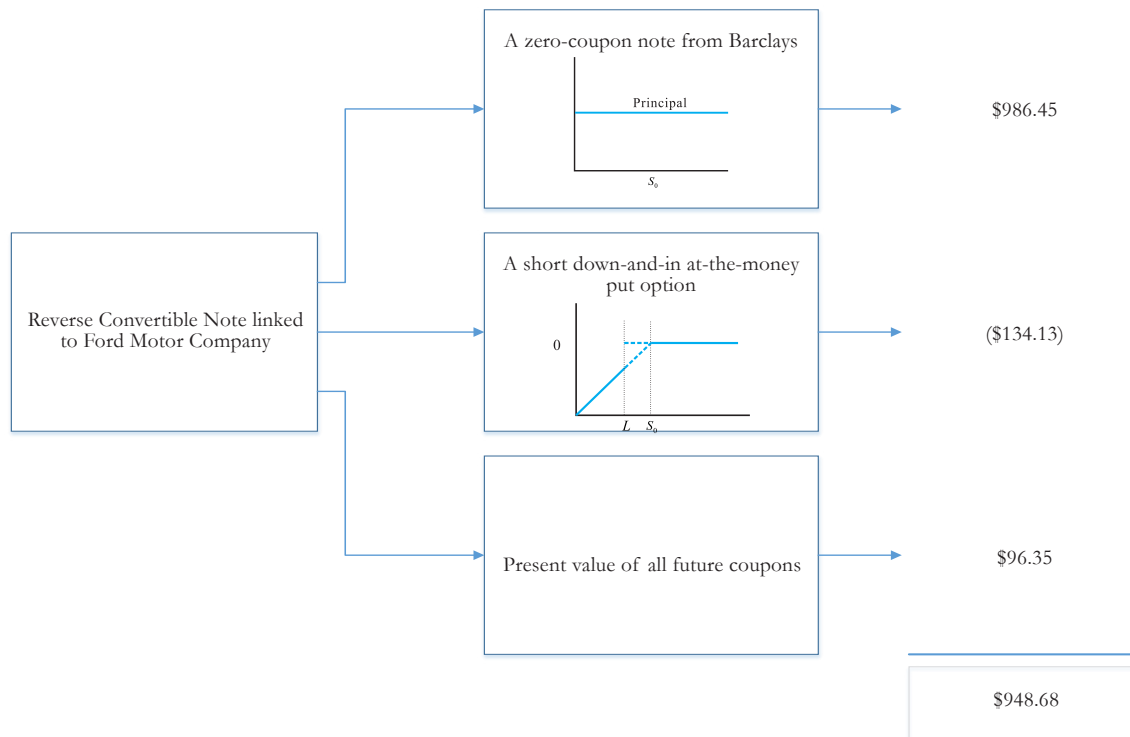 A zero-coupon note from Barclays
Principal
S₀
$986.45
Reverse Convertible Note linked
to Ford Motor Company
A short down-and-in at-the-money
put option
0
L
S₀
($134.13)
Present value of all future coupons
$96.35
$948.68